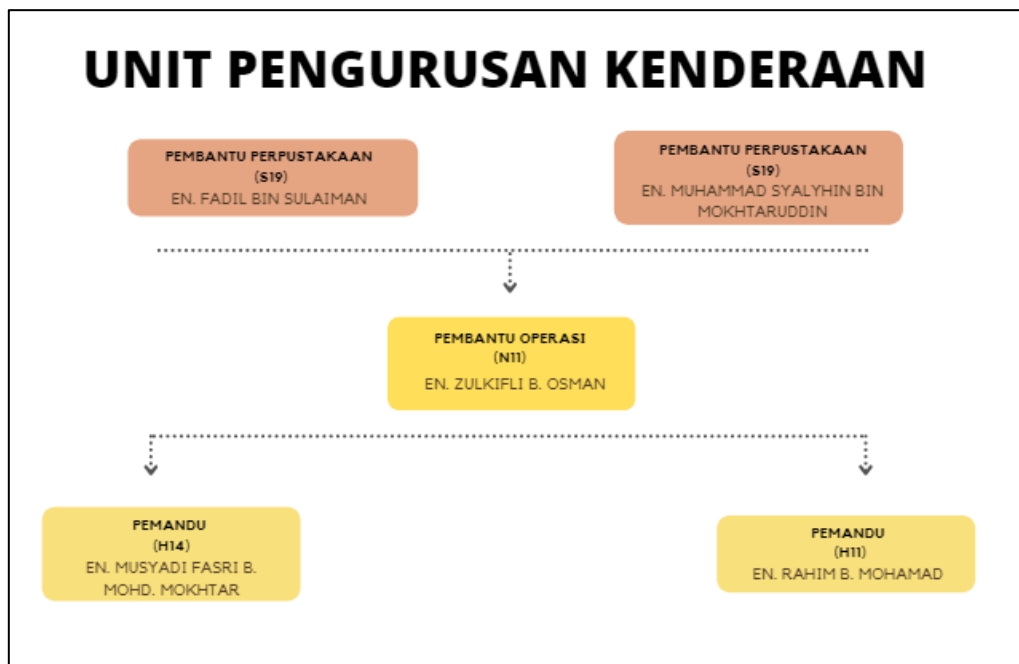 UNIT PENGURUSAN KENDERAAN
PEMBANTU PERPUSTAKAAN
(S19)
EN. FADIL BIN SULAIMAN
PEMBANTU PERPUSTAKAAN
(S19)
EN. MUHAMMAD SYALYHIN BIN
MOKHTARUDDIN
PEMBANTU OPERASI
(N11)
EN. ZULKIFLI B. OSMAN
PEMANDU
(H14)
EN. MUSYADI FASRI B.
MOHD. MOKHTAR
PEMANDU
(H11)
EN. RAHIM B. MOHAMAD